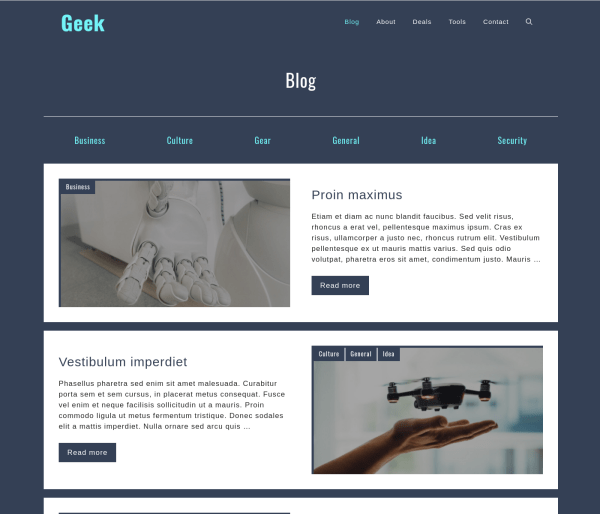 Geek
Blog About Deals Tools Contact
Blog
Business Culture Gear General Idea Security
Business
Proin maximus
Etiam et diam ac nunc blandit faucibus. Sed velit risus,
rhoncus a erat vel, pellentesque maximus ipsum. Cras ex
risus, ullamcorper a justo nec, rhoncus rutrum elit. Vestibulum
pellentesque ex ut mauris mattis varius. Sed quis odio
volutpat, pharetra eros sit amet, condimentum justo. Mauris ...
Read more
Vestibulum imperdiet
Phasellus pharetra sed enim sit amet malesuada. Curabitur
porta sem et sem cursus, in placerat metus consequat. Fusce
vel enim et neque facilisis sollicitudin ut a mauris. Proin
commodo ligula ut metus fermentum tristique. Donec sodales
elit a mattis imperdiet. Nulla ornare sed arcu quis ...
Read more
Culture General Idea